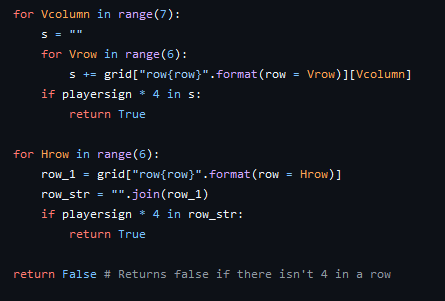 for Vcolumn in range(7):
    s = ""
    for Vrow in range(6):
        s += grid["row{row}".format(row = Vrow)][Vcolumn]
    if playersign * 4 in s:
        return True

for Hrow in range(6):
    row_1 = grid["row{row}".format(row = Hrow)]
    row_str = "".join(row_1)
    if playersign * 4 in row_str:
        return True

return False # Returns false if there isn't 4 in a row